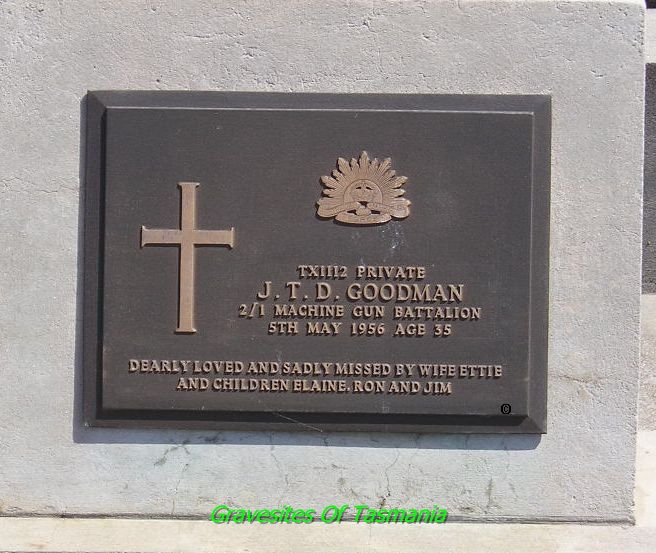 TX1112 PRIVATE
J. T. D. GOODMAN
2/1 MACHINE GUN BATTALION
5TH MAY 1956 AGE 35
DEARLY LOVED AND SADLY MISSED BY WIFE ETTIE
AND CHILDREN ELAINE. RON AND JIM
Gravesites Of Tasmania